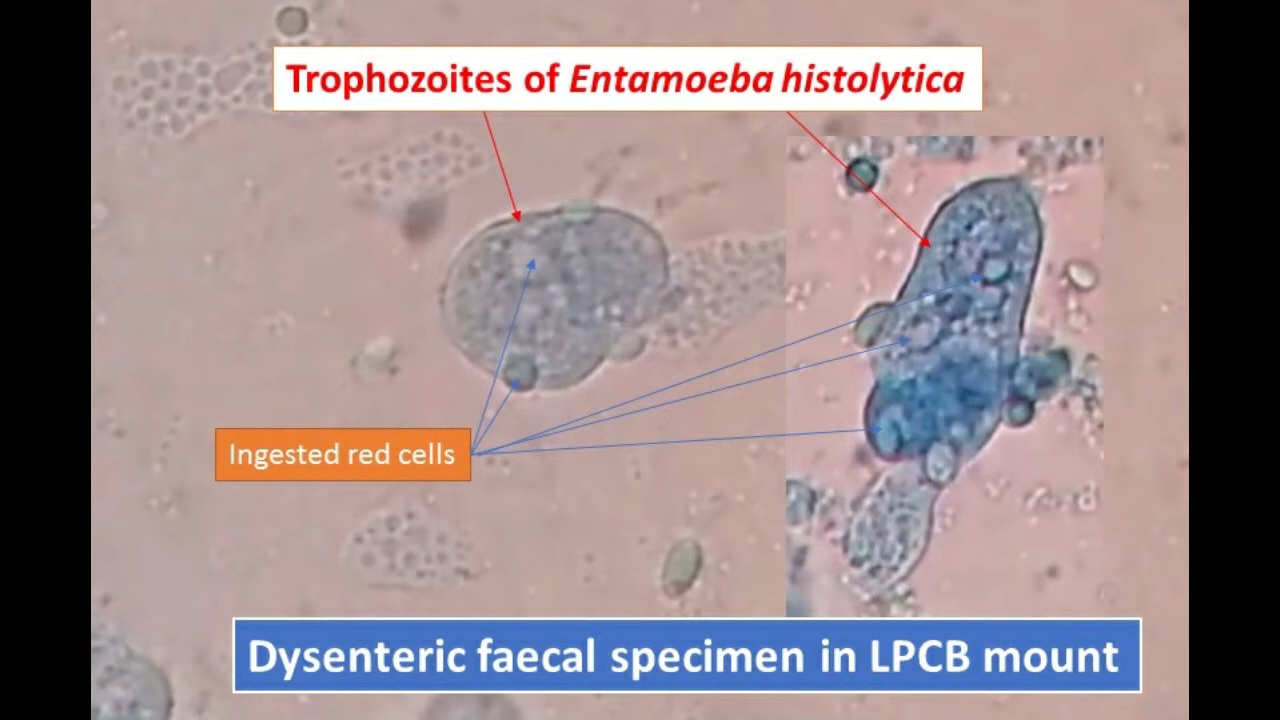 Trophozoites of Entamoeba histolytica
Ingested red cells
Dysenteric faecal specimen in LPCB mount